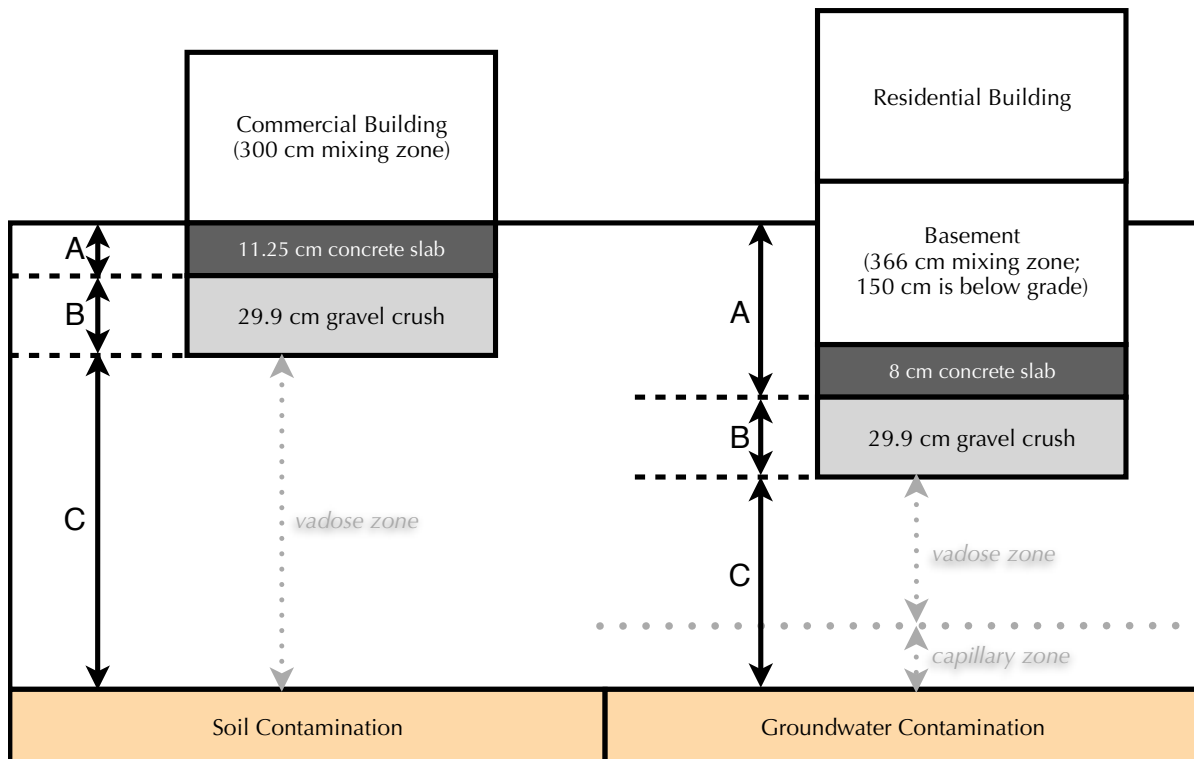 Commercial Building
(300 cm mixing zone)
11.25 cm concrete slab
29.9 cm gravel crush
A
B
C
vadose zone
Soil Contamination
Residential Building
Basement
(366 cm mixing zone;
150 cm is below grade)
8 cm concrete slab
29.9 cm gravel crush
A
B
C
vadose zone
capillary zone
Groundwater Contamination